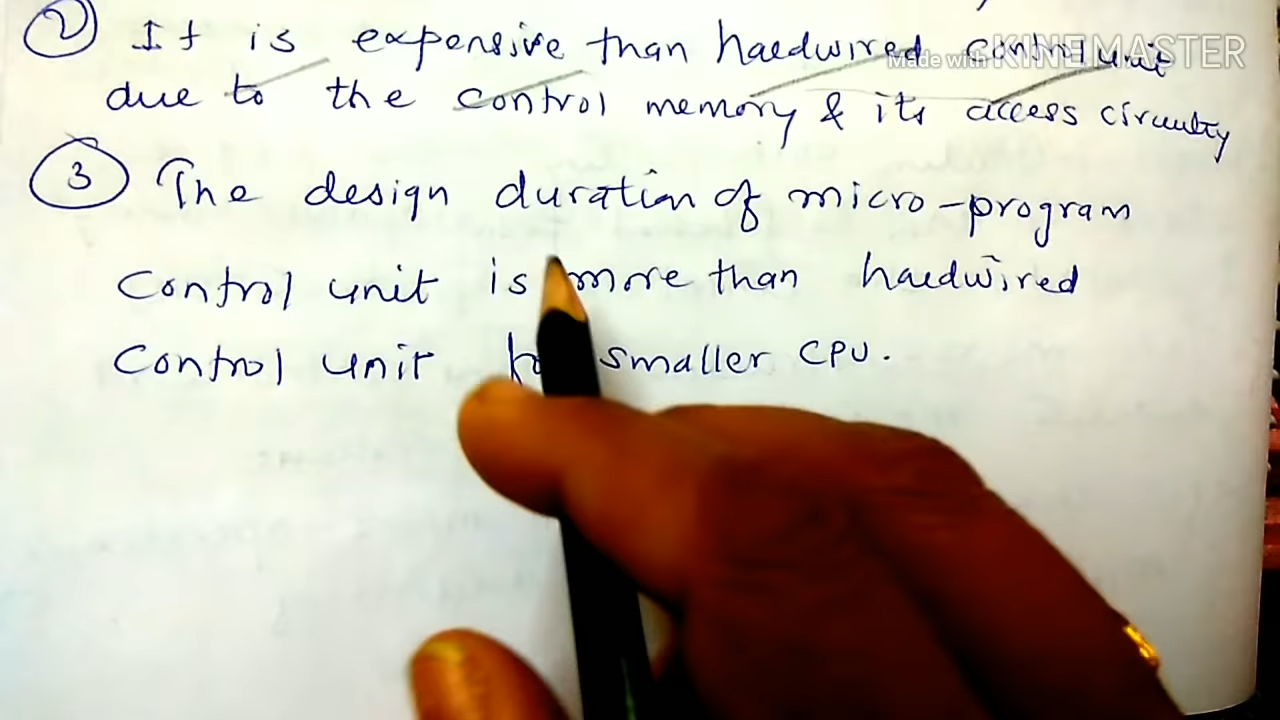 2 It is expensive than hardwired control unit
Made with KINEMASTER
due to the control memory & its access circuitry
3 The design duration of micro-program
control unit is more than hardwired
control unit for smaller CPU.